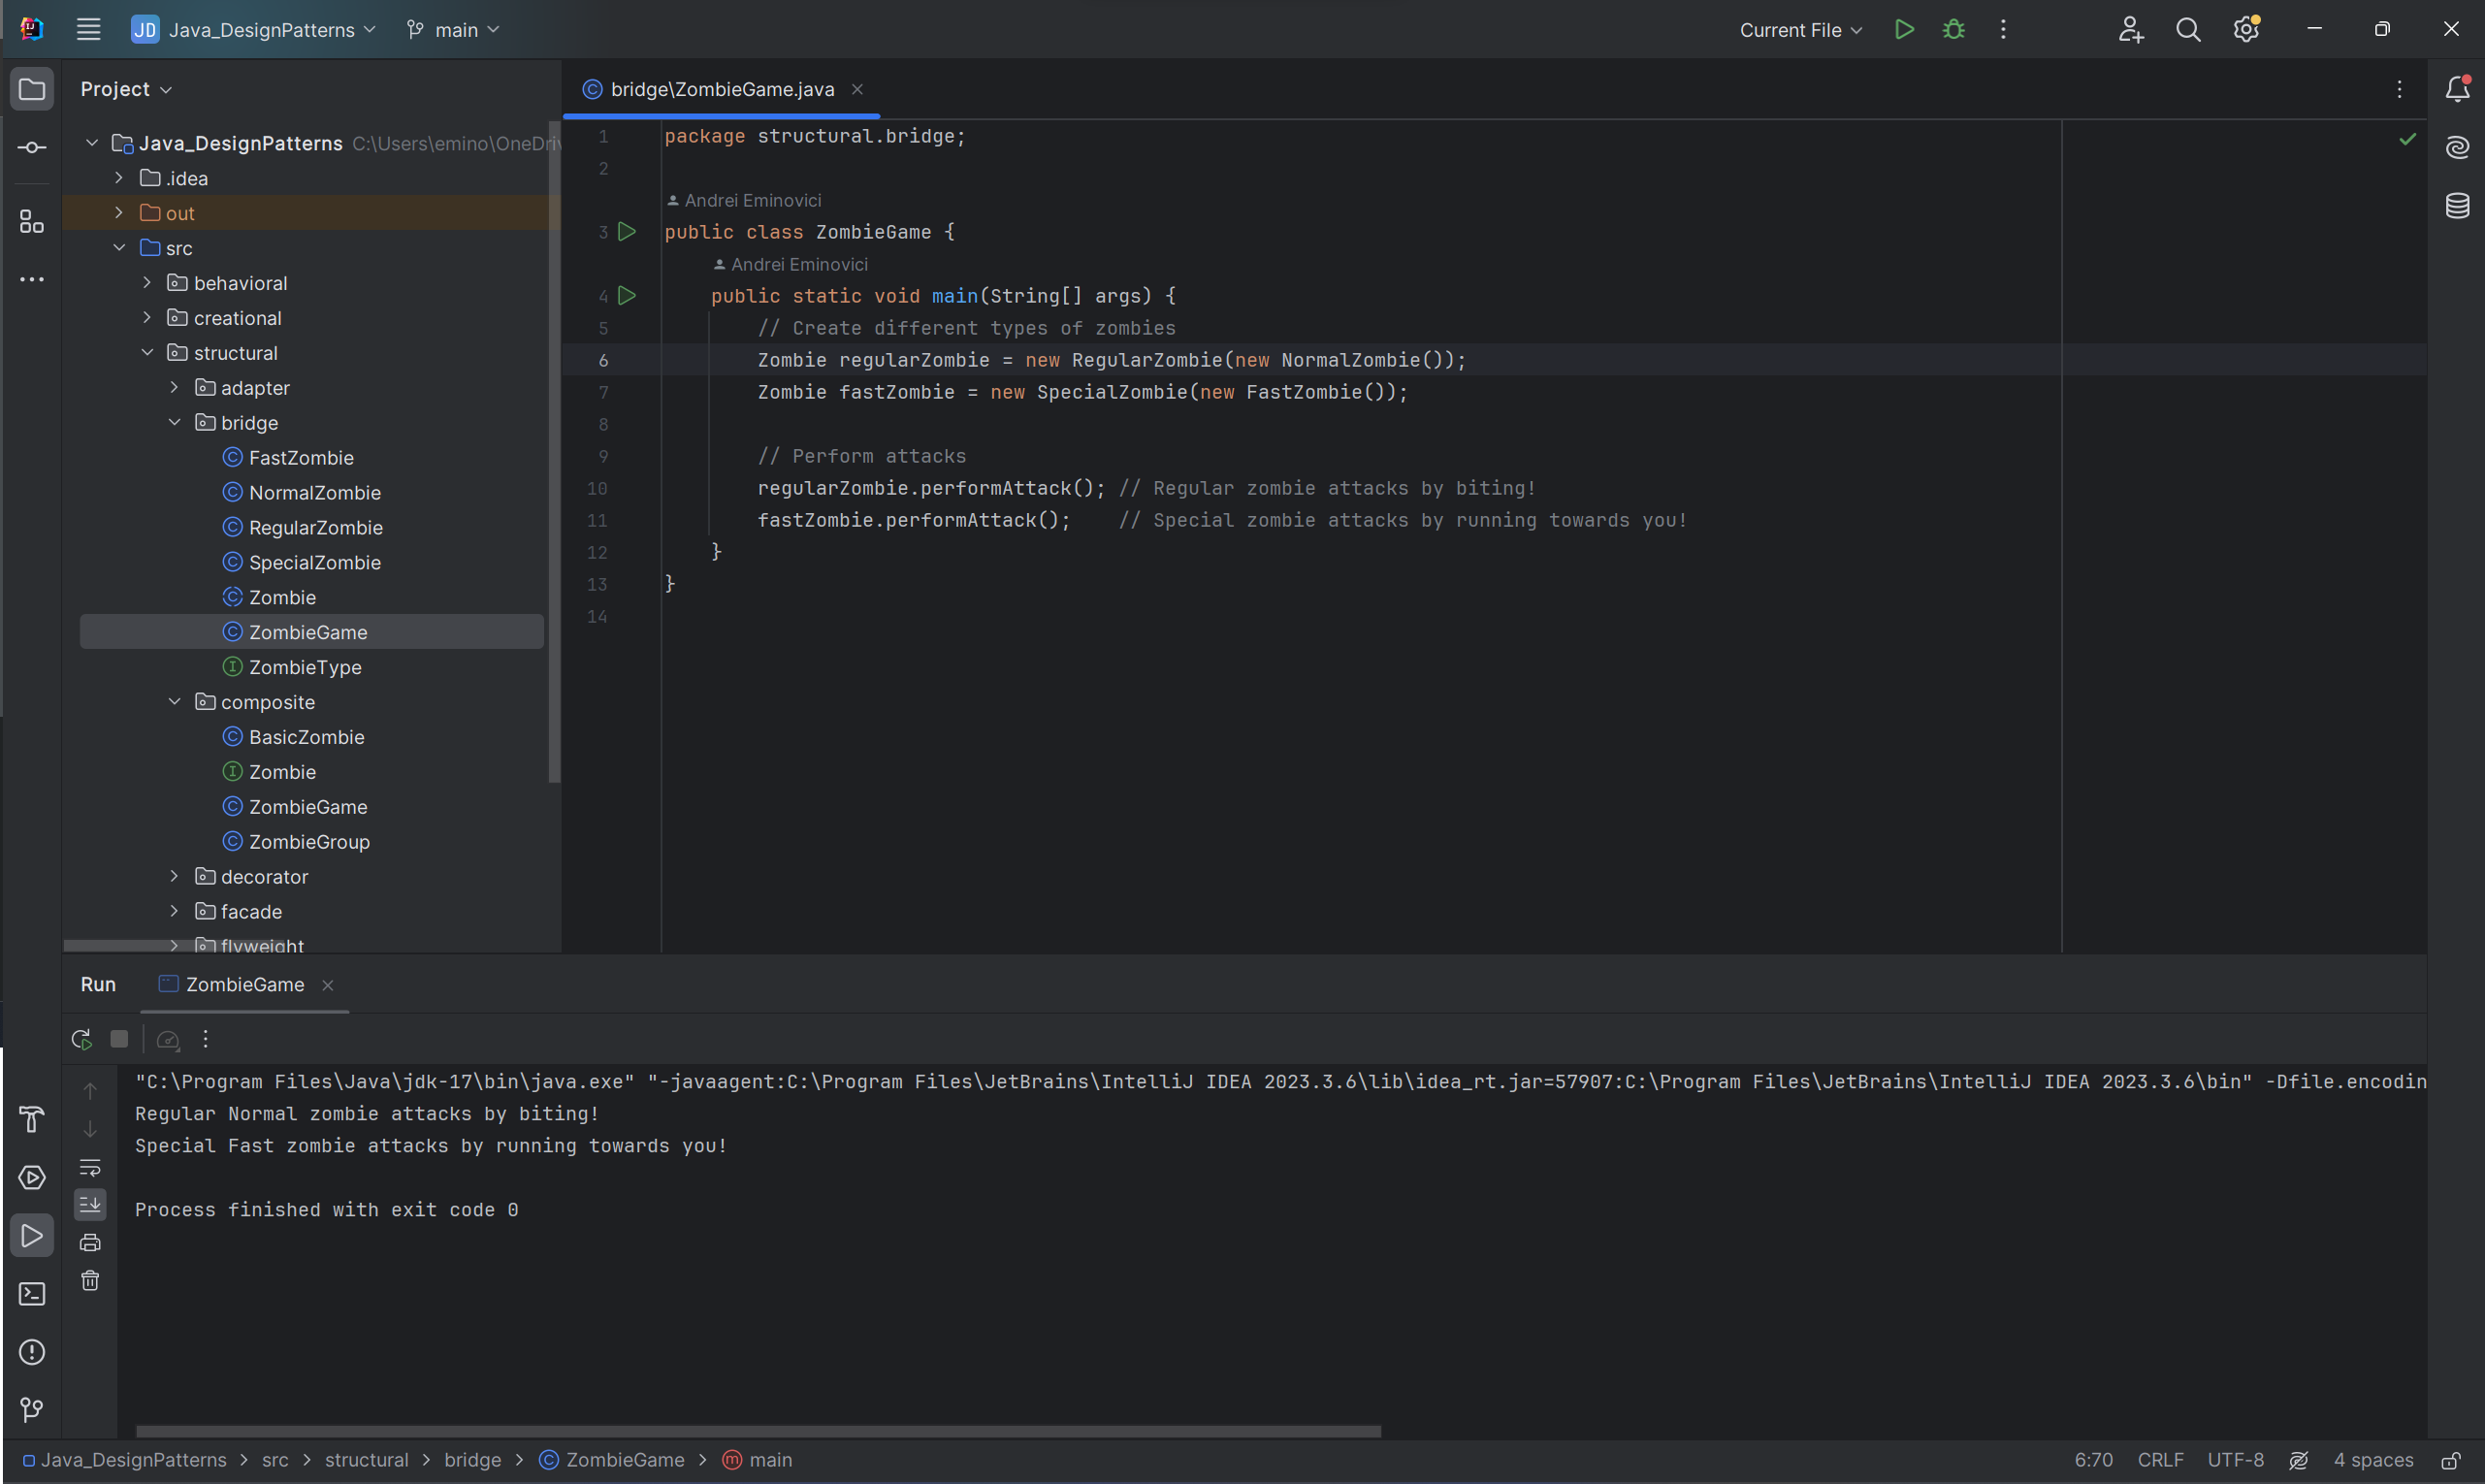 JD Java_DesignPatterns main Current File
Project
bridge\ZombieGame.java
Java_DesignPatterns C:\Users\emino\OneDri
.idea
out
src
behavioral
creational
structural
adapter
bridge
FastZombie
NormalZombie
RegularZombie
SpecialZombie
Zombie
ZombieGame
ZombieType
composite
BasicZombie
Zombie
ZombieGame
ZombieGroup
decorator
facade
flyweight
1 package structural.bridge;
2
Andrei Eminovici
3 public class ZombieGame {
Andrei Eminovici
4 public static void main(String[] args) {
5 // Create different types of zombies
6 Zombie regularZombie = new RegularZombie(new NormalZombie());
7 Zombie fastZombie = new SpecialZombie(new FastZombie());
8
9 // Perform attacks
10 regularZombie.performAttack(); // Regular zombie attacks by biting!
11 fastZombie.performAttack(); // Special zombie attacks by running towards you!
12 }
13 }
14
Run ZombieGame
"C:\Program Files\Java\jdk-17\bin\java.exe" "-javaagent:C:\Program Files\JetBrains\IntelliJ IDEA 2023.3.6\lib\idea_rt.jar=57907:C:\Program Files\JetBrains\IntelliJ IDEA 2023.3.6\bin" -Dfile.encodin
Regular Normal zombie attacks by biting!
Special Fast zombie attacks by running towards you!
Process finished with exit code 0
Java_DesignPatterns > src > structural > bridge > ZombieGame > main 6:70 CRLF UTF-8 4 spaces